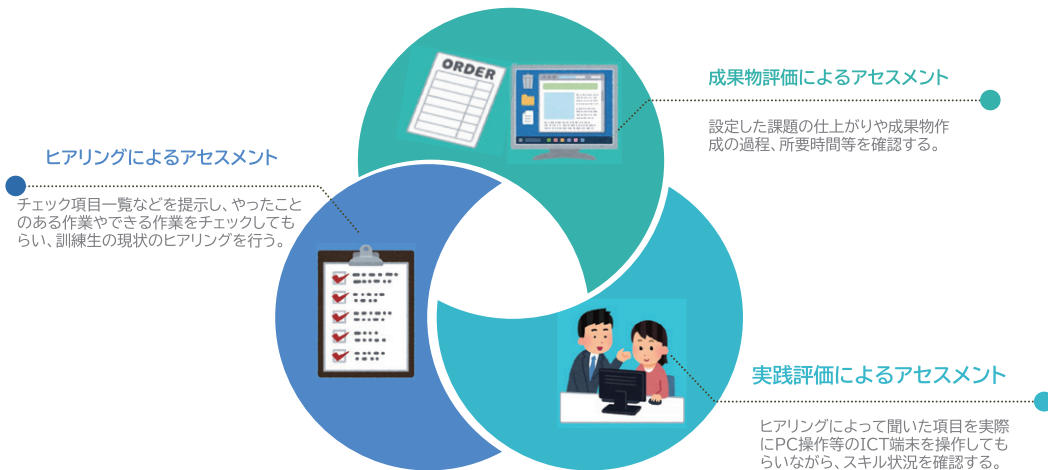 ORDER
成果物評価によるアセスメント
設定した課題の仕上がりや成果物作
成の過程、所要時間等を確認する。
ヒアリングによるアセスメント
チェック項目一覧などを提示し、やったこと
のある作業やできる作業をチェックしても
らい、訓練生の現状のヒアリングを行う。
実践評価によるアセスメント
ヒアリングによって聞いた項目を実際
にPC操作等のICT端末を操作しても
らいながら、スキル状況を確認する。